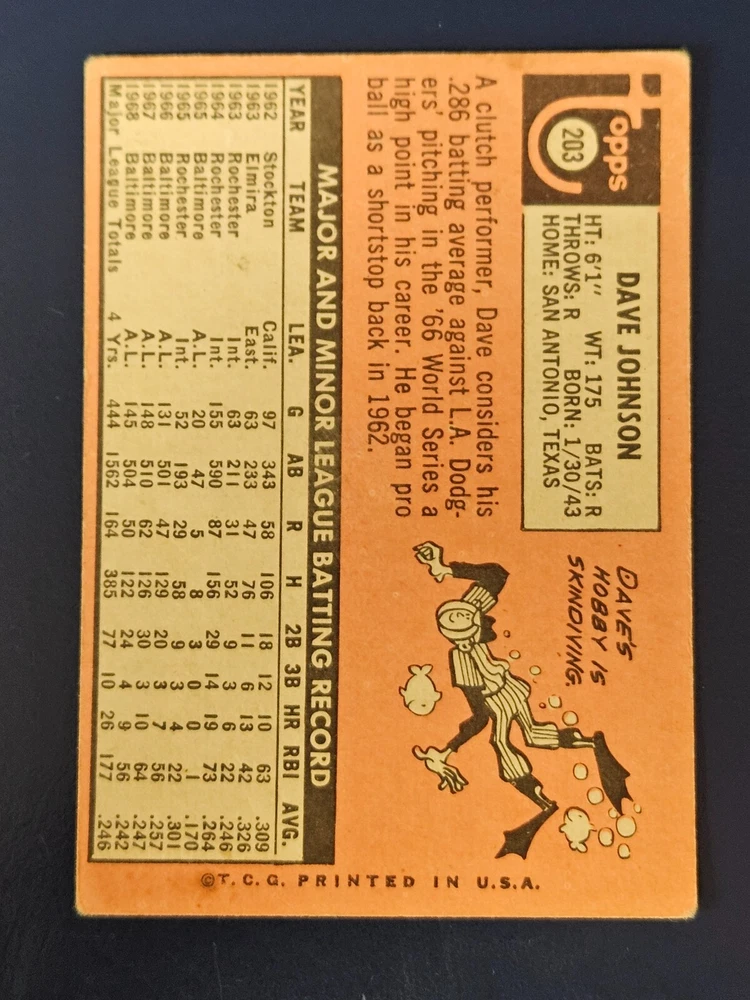 Topps
203
DAVE JOHNSON
HT: 6'1" WT: 175 BATS: R
THROWS: R BORN: 1/30/43
HOME: SAN ANTONIO, TEXAS
A clutch performer, Dave considers his
.286 batting average against L.A. Dodg-
ers' pitching in the '66 World Series a
high point in his career. He began pro
ball as a shortstop back in 1962.
DAVE'S
HOBBY IS
SKINDIVING.
MAJOR AND MINOR LEAGUE BATTING RECORD
YEAR TEAM LEA. G AB R H 2B 3B HR RBI AVG.
1962 Stockton Calif. 97 343 58 106 18 12 10 63 .309
1963 Elmira East. 63 233 47 76 11 6 13 42 .326
1963 Rochester Int. 63 211 31 52 9 3 6 22 .246
1964 Rochester Int. 155 590 87 156 29 14 19 73 .264
1965 Baltimore A.L. 20 47 5 8 3 0 0 1 .170
1965 Rochester Int. 52 193 29 58 9 3 4 22 .301
1966 Baltimore A.L. 131 501 47 129 20 3 7 56 .257
1967 Baltimore A.L. 148 510 62 126 30 3 10 64 .247
1968 Baltimore A.L. 145 504 50 122 24 4 9 56 .242
Major League Totals 4 Yrs. 444 1562 164 385 77 10 26 177 .246
©T.C.G. PRINTED IN U.S.A.